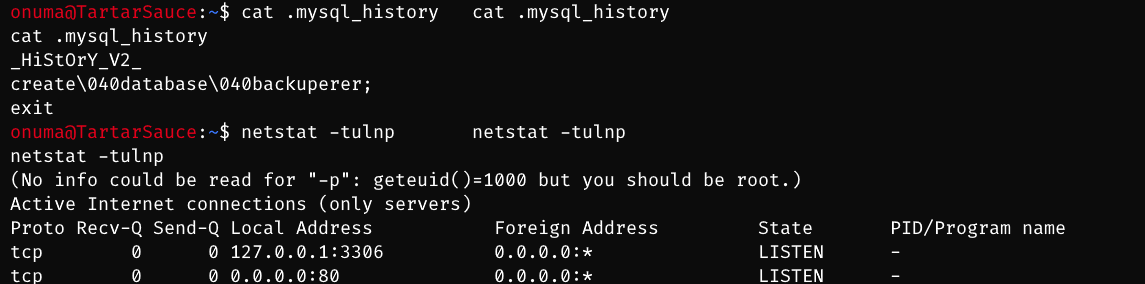 onuma@TartarSauce:~$ cat .mysql_history   cat .mysql_history
cat .mysql_history
_HiStOrY_V2_
create\040database\040backuperer;
exit
onuma@TartarSauce:~$ netstat -tulnp       netstat -tulnp
netstat -tulnp
(No info could be read for "-p": geteuid()=1000 but you should be root.)
Active Internet connections (only servers)
Proto Recv-Q Send-Q Local Address           Foreign Address         State       PID/Program name
tcp        0      0 127.0.0.1:3306          0.0.0.0:*               LISTEN      -
tcp        0      0 0.0.0.0:80              0.0.0.0:*               LISTEN      -